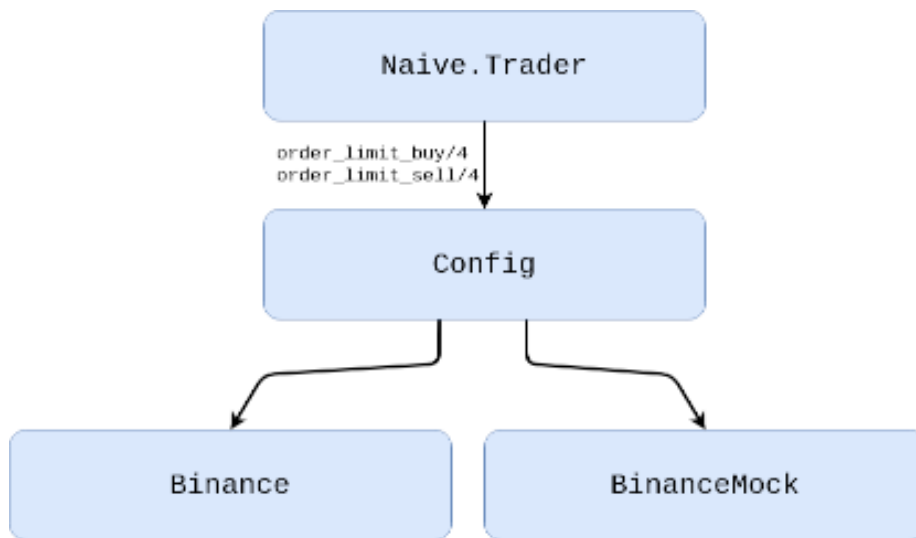 Naive.Trader
order_limit_buy/4
order_limit_sell/4
Config
Binance
BinanceMock